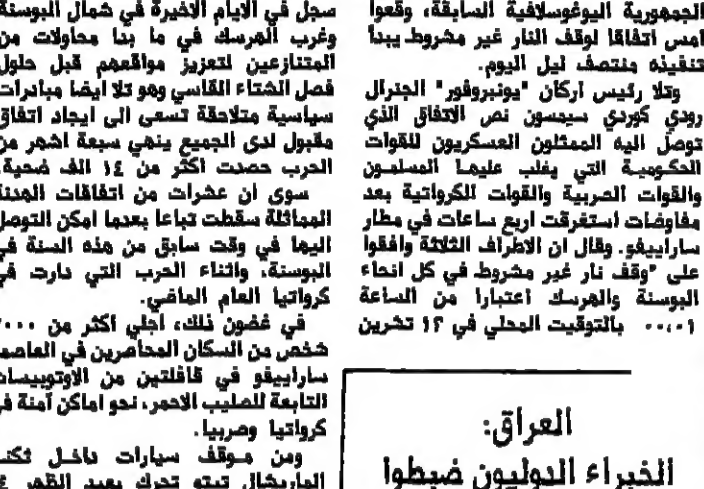 الجمهورية اليوغوسلافية السابقة، وقعوا
امس اتفاقا لوقف النار غير مشروط يبدأ
تنفيذه منتصف ليل اليوم.
وتلا رئيس اركان "يونبروفور" الجنرال
رودي كوردي سيمسون نص الاتفاق الذي
توصل اليه الممثلون العسكريون للقوات
الحكومية التي يغلب عليها المسلمون
والقوات الصربية والقوات الكرواتية بعد
مفاوضات استغرقت اربع ساعات في مطار
ساراييفو. وقال ان الاطراف الثلاثة وافقوا
على "وقف نار غير مشروط في كل انحاء
البوسنة والهرسك اعتبارا من الساعة
٠٠،٠١ بالتوقيت المحلي في ١٢ تشرين
العراق:
الخبراء الدوليون ضبطوا
سجل في الايام الاخيرة في شمال البوسنة
وغرب الهرسك في ما بدا محاولات من
المتنازعين لتعزيز مواقعهم قبل حلول
فصل الشتاء القاسي وهو تلا ايضا مبادرات
سياسية متلاحقة تسعى الى ايجاد اتفاق
مقبول لدى الجميع ينهي سبعة اشهر من
الحرب حصدت اكثر من ١٤ الف ضحية.
سوى ان عشرات من اتفاقات الهدنة
المماثلة سقطت تباعا بعدما امكن التوصل
اليها في وقت سابق من هذه السنة في
البوسنة، واثناء الحرب التي دارت في
كرواتيا العام الماضي.
في غضون ذلك، اجلي أكثر من
شخص من السكان المحاصرين في العاصمة
ساراييفو في قافلتين من الاوتوبيسات
التابعة للصليب الاحمر، نحو اماكن آمنة في
كرواتيا وصربيا.
ومن موقف سيارات داخل ثكنة
الماريشال تيتو تحرك بعيد الظهر